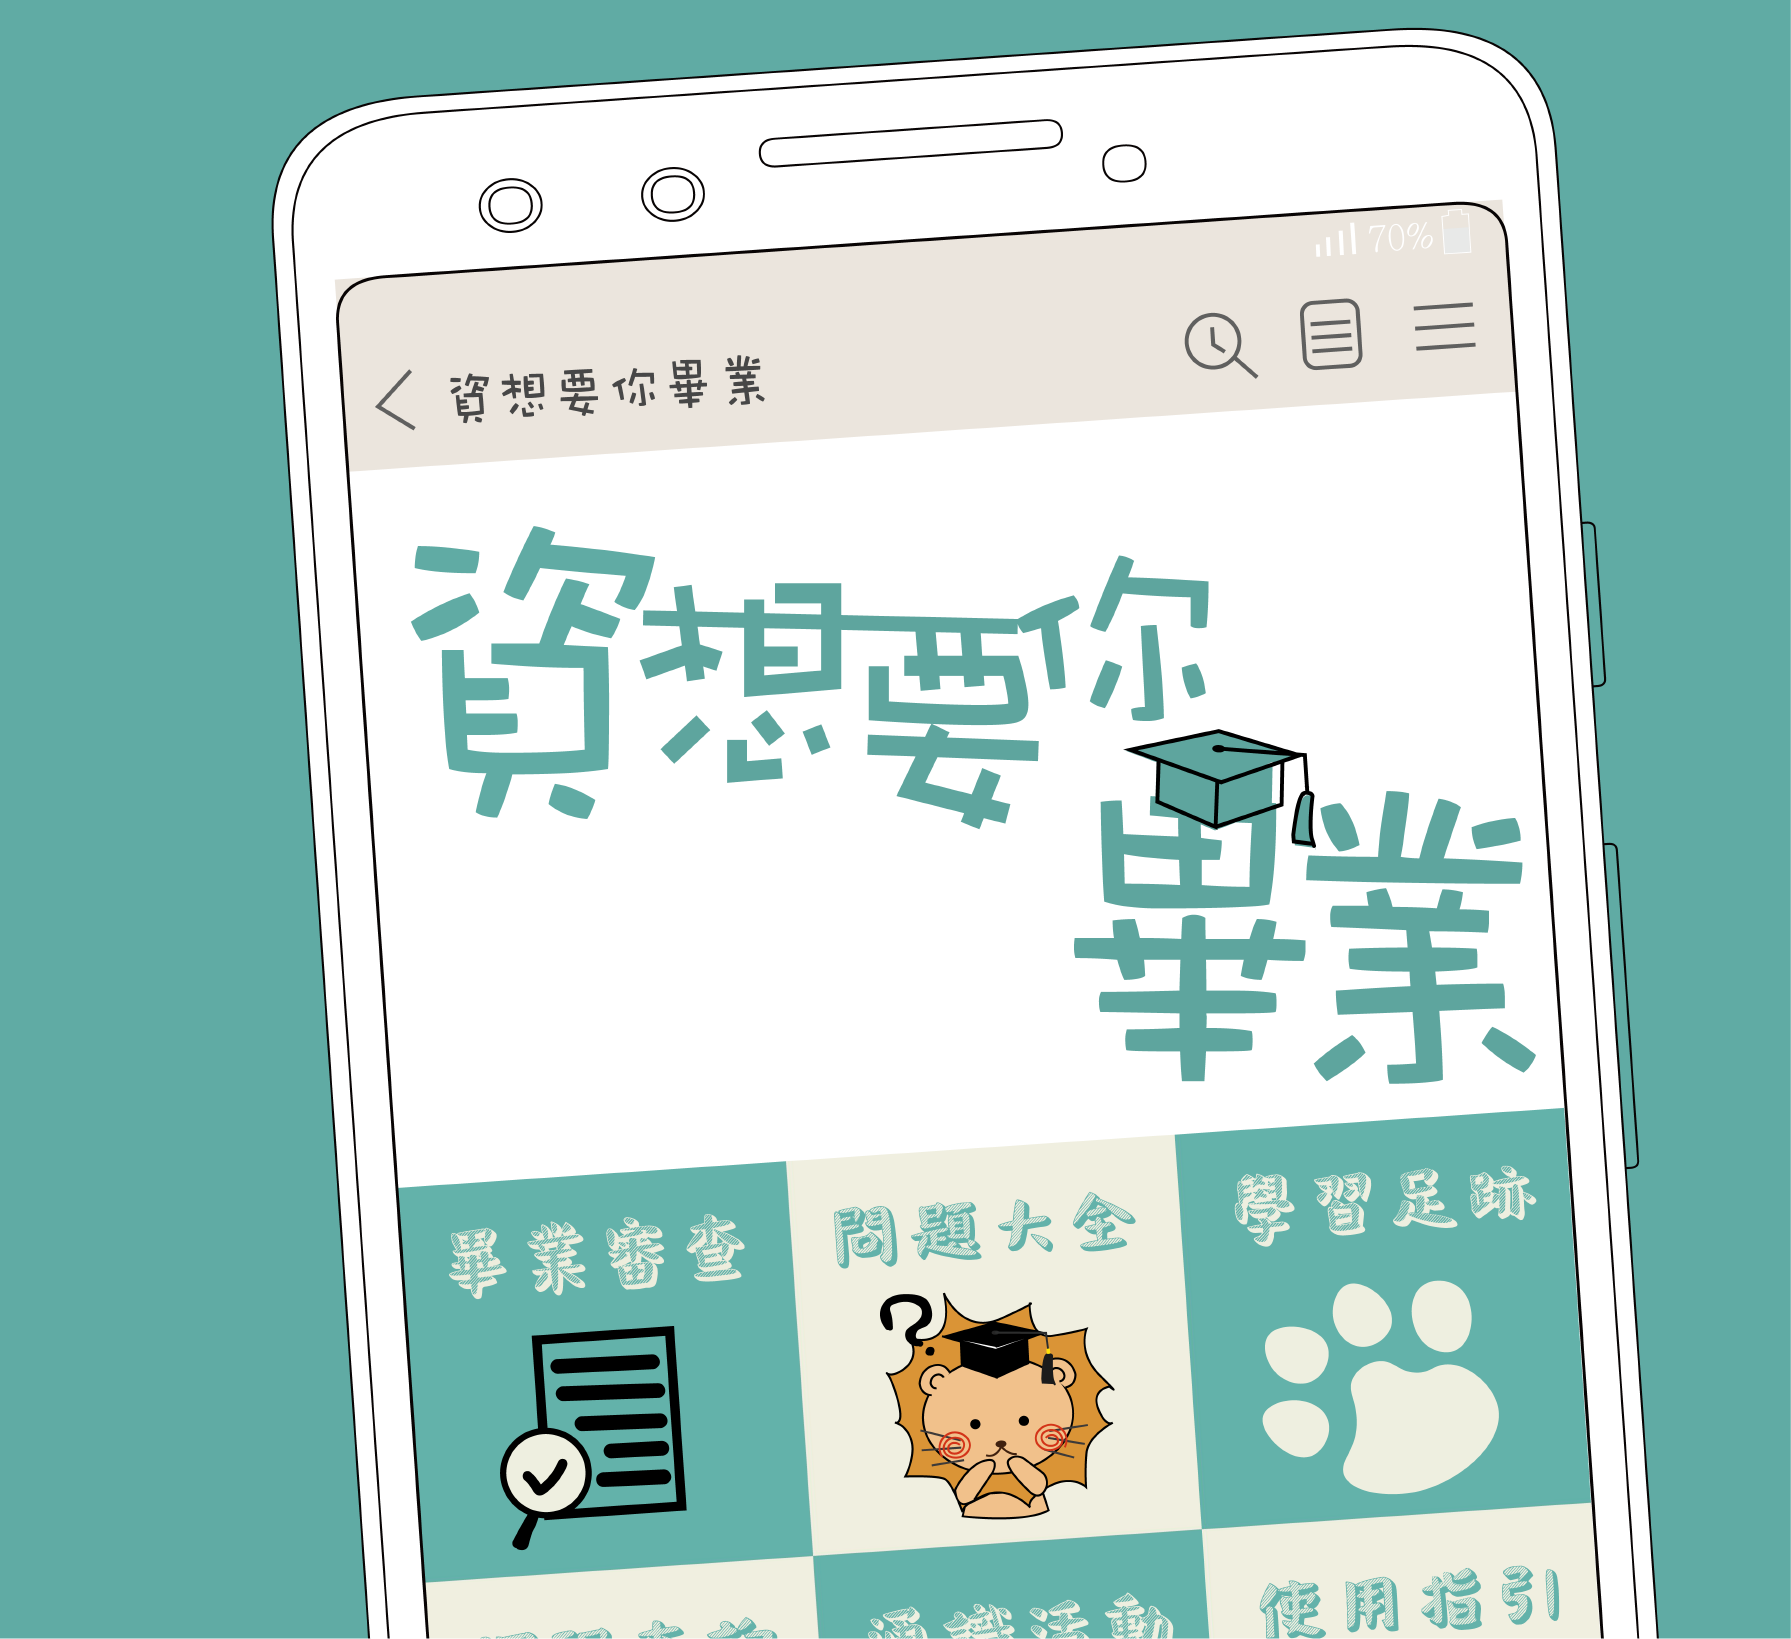 70%
資想要你畢業
資想要你
畢業
畢業審查
問題大全
學習足跡
通識活動
使用指引